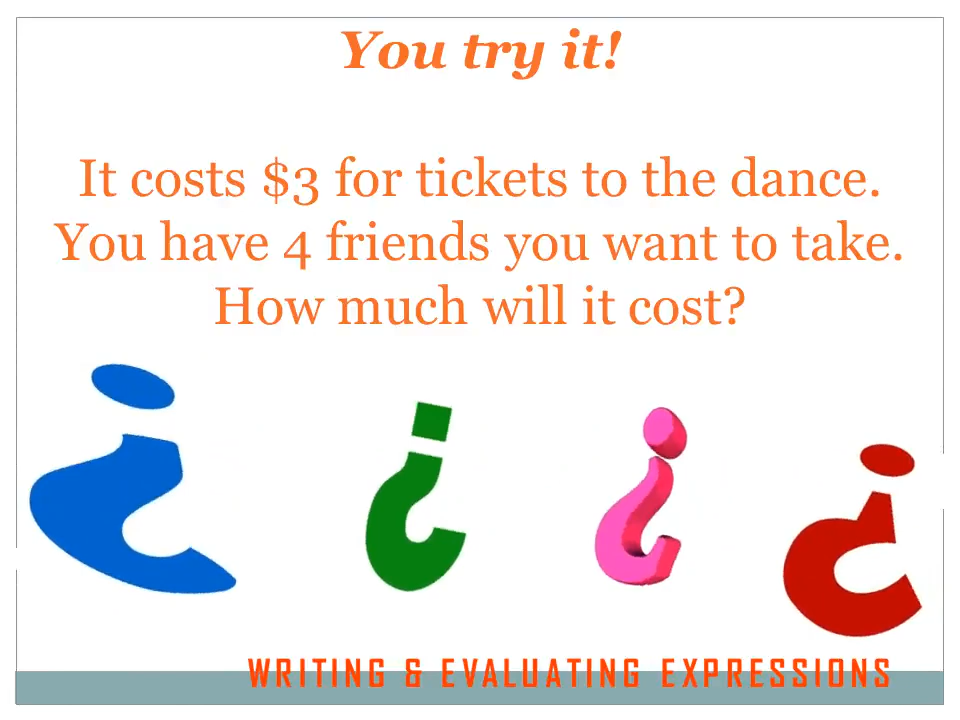 You try it!
It costs $3 for tickets to the dance.
You have 4 friends you want to take.
How much will it cost?
WRITING & EVALUATING EXPRESSIONS